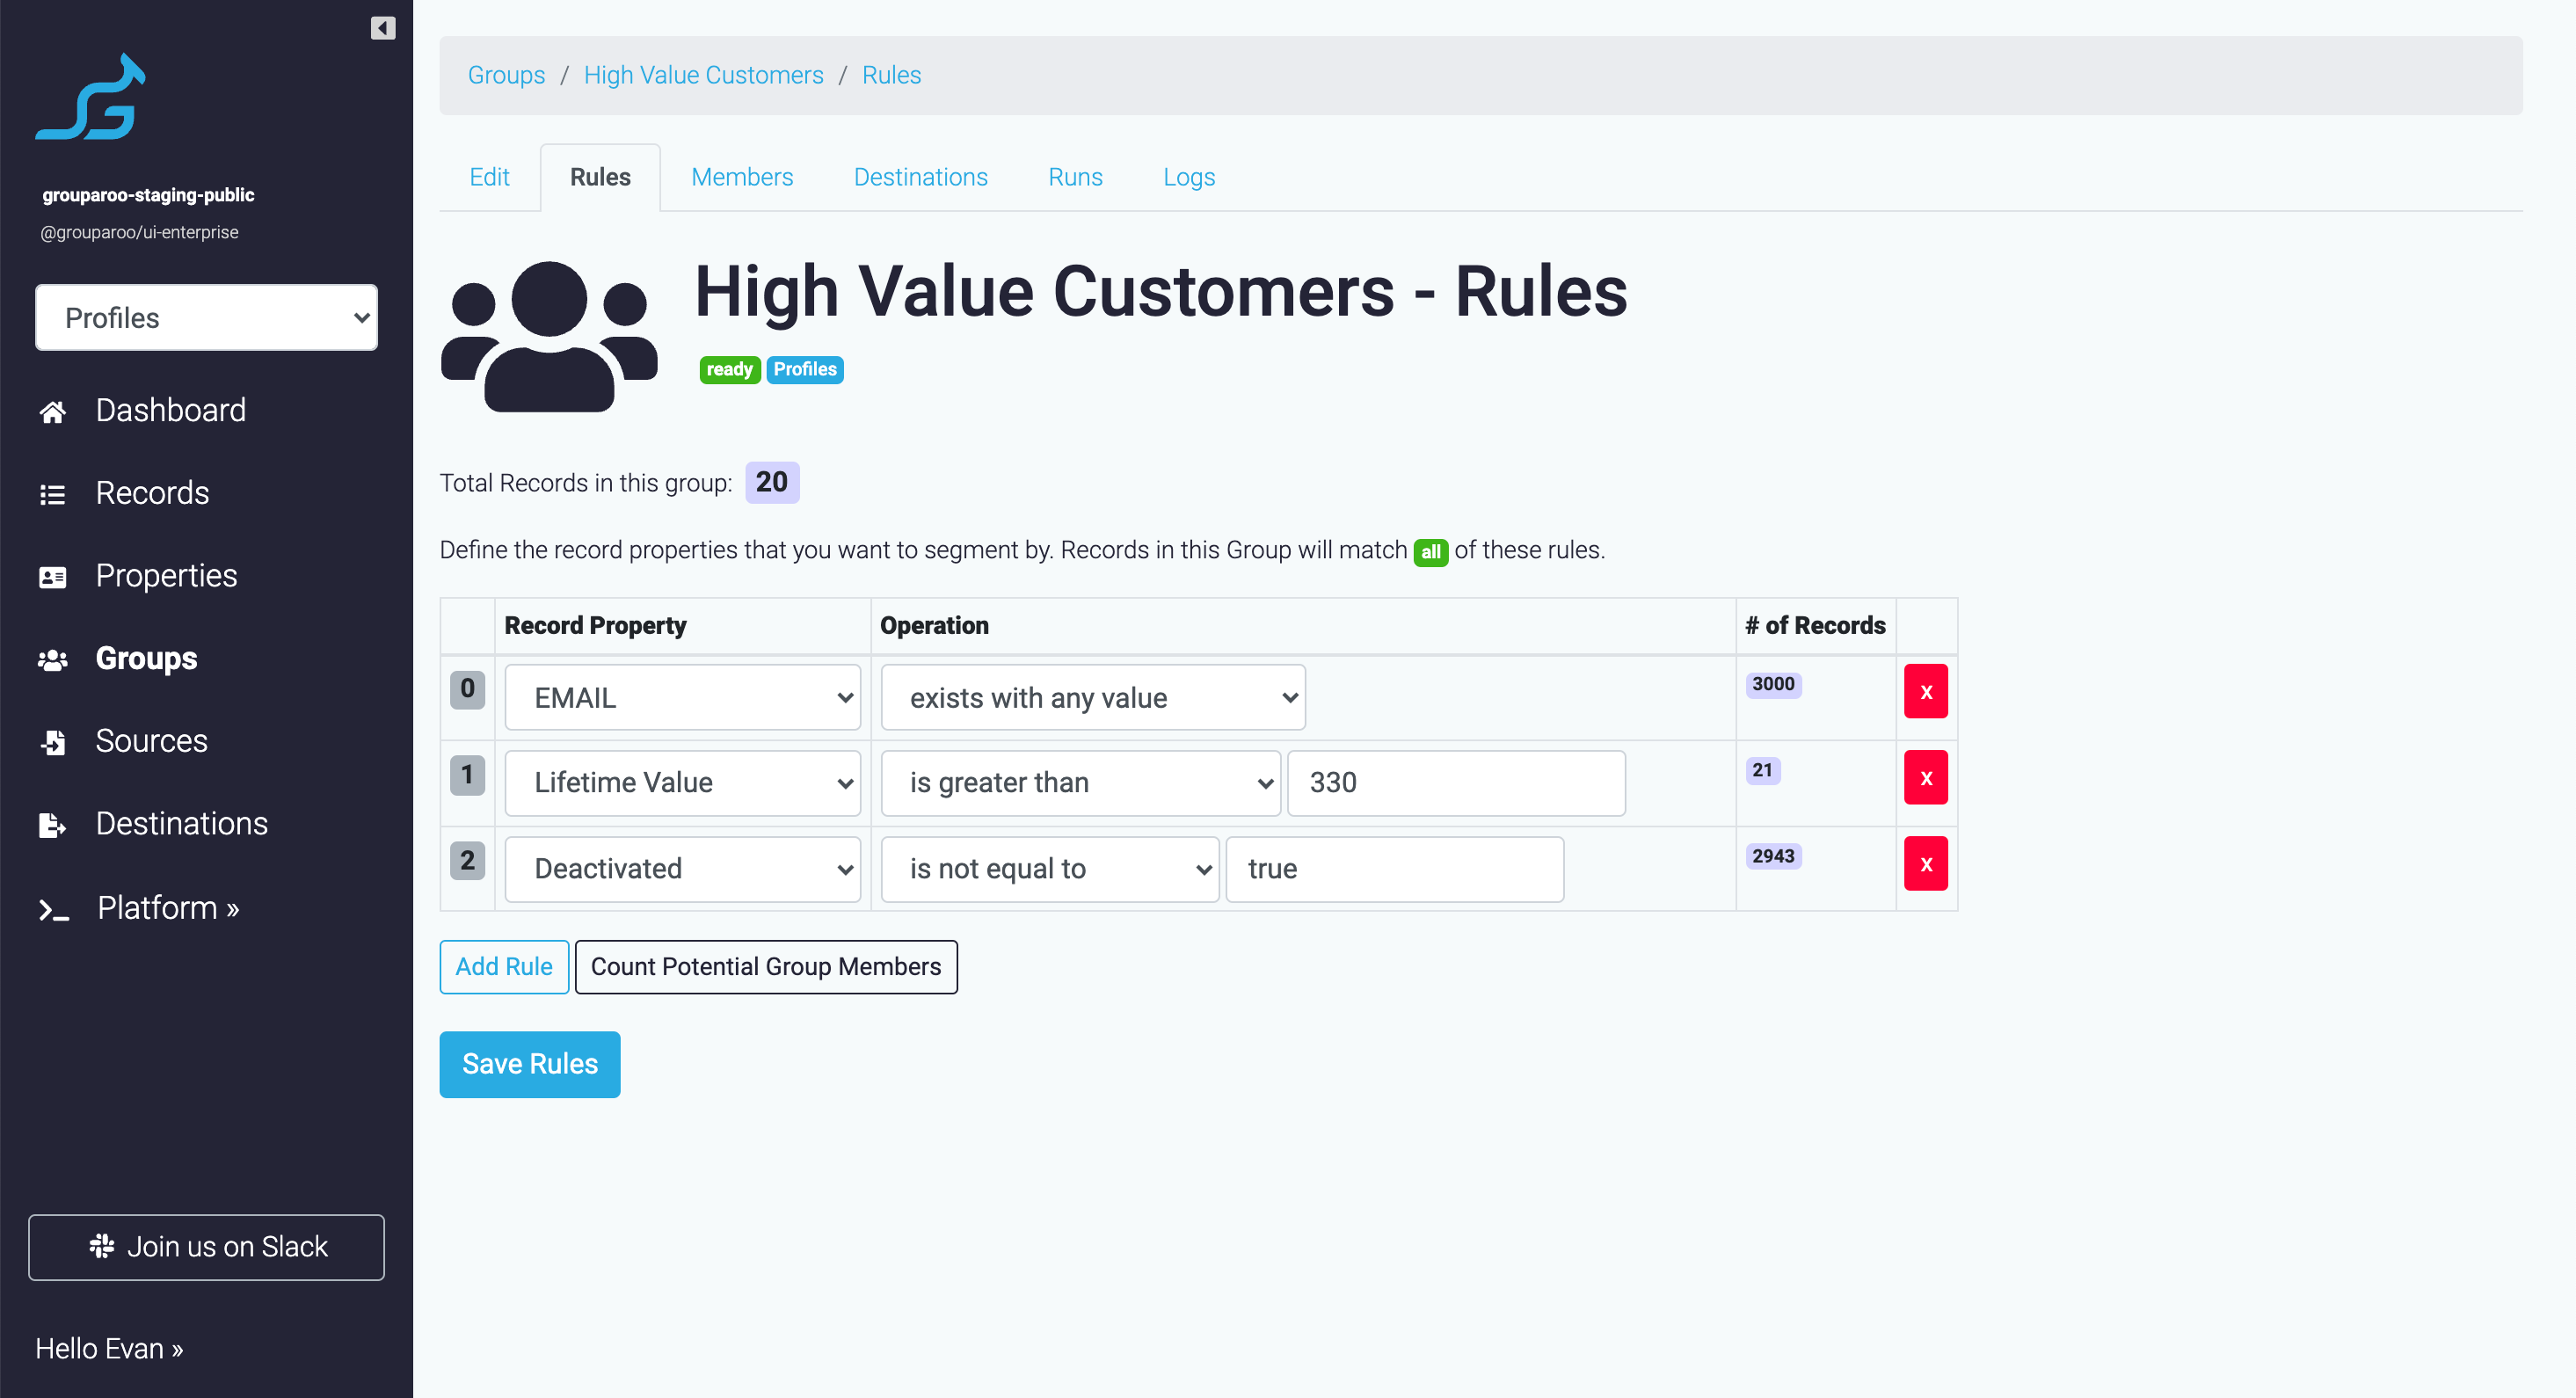 grouparoo-staging-public
@grouparoo/ui-enterprise
Profiles
Dashboard
Records
Properties
Groups
Sources
Destinations
Platform »
Join us on Slack
Hello Evan »
Groups / High Value Customers / Rules
Edit Rules Members Destinations Runs Logs
High Value Customers - Rules
ready Profiles
Total Records in this group: 20
Define the record properties that you want to segment by. Records in this Group will match all of these rules.
Record Property Operation # of Records
0 EMAIL exists with any value 3000 x
1 Lifetime Value is greater than 330 21 x
2 Deactivated is not equal to true 2943 x
Add Rule Count Potential Group Members
Save Rules